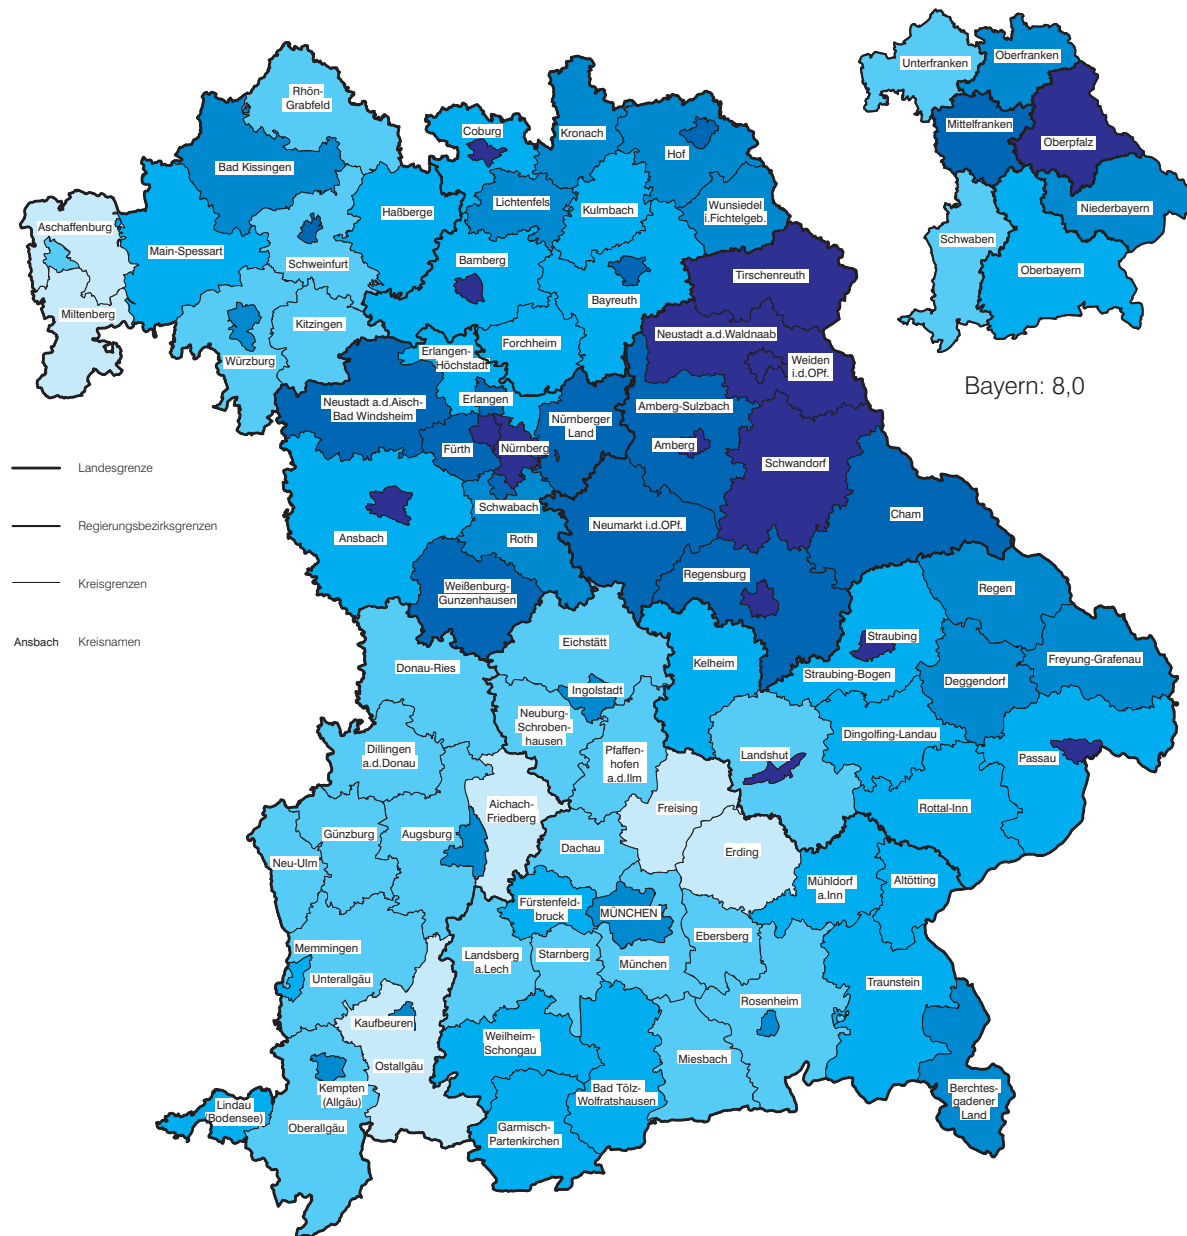 Unterfranken
Oberfranken
Mittelfranken
Oberpfalz
Niederbayern
Schwaben
Oberbayern
Bayern: 8,0
Rhön-
Grabfeld
Coburg
Kronach
Hof
Bad Kissingen
Lichtenfels
Kulmbach
Wunsiedel
i.Fichtelgeb.
Haßberge
Aschaffenburg
Main-Spessart
Schweinfurt
Bamberg
Bayreuth
Tirschenreuth
Miltenberg
Kitzingen
Würzburg
Forchheim
Erlangen-
Höchstadt
Neustadt a.d.Waldnaab
Weiden
i.d.OPf.
Neustadt a.d.Aisch-
Bad Windsheim
Erlangen
Nürnberger
Land
Amberg-Sulzbach
Fürth
Nürnberg
Amberg
Schwandorf
Landesgrenze
Regierungsbezirksgrenzen
Kreisgrenzen
Ansbach Kreisnamen
Schwabach
Ansbach
Roth
Neumarkt i.d.OPf.
Cham
Weißenburg-
Gunzenhausen
Regensburg
Regen
Eichstätt
Straubing
Donau-Ries
Kelheim
Straubing-Bogen
Freyung-Grafenau
Deggendorf
Ingolstadt
Neuburg-
Schroben-
hausen
Dillingen
a.d.Donau
Pfaffen-
hofen
a.d.Ilm
Landshut
Dingolfing-Landau
Passau
Aichach-
Friedberg
Freising
Rottal-Inn
Günzburg
Augsburg
Neu-Ulm
Dachau
Erding
Mühldorf
a.Inn
Altötting
Fürstenfeld-
bruck
MÜNCHEN
Ebersberg
Memmingen
Unterallgäu
Landsberg
a.Lech
Starnberg
München
Traunstein
Rosenheim
Kaufbeuren
Weilheim-
Schongau
Ostallgäu
Miesbach
Kempten
(Allgäu)
Bad Tölz-
Wolfratshausen
Berchtes-
gadener
Land
Lindau
(Bodensee)
Oberallgäu
Garmisch-
Partenkirchen